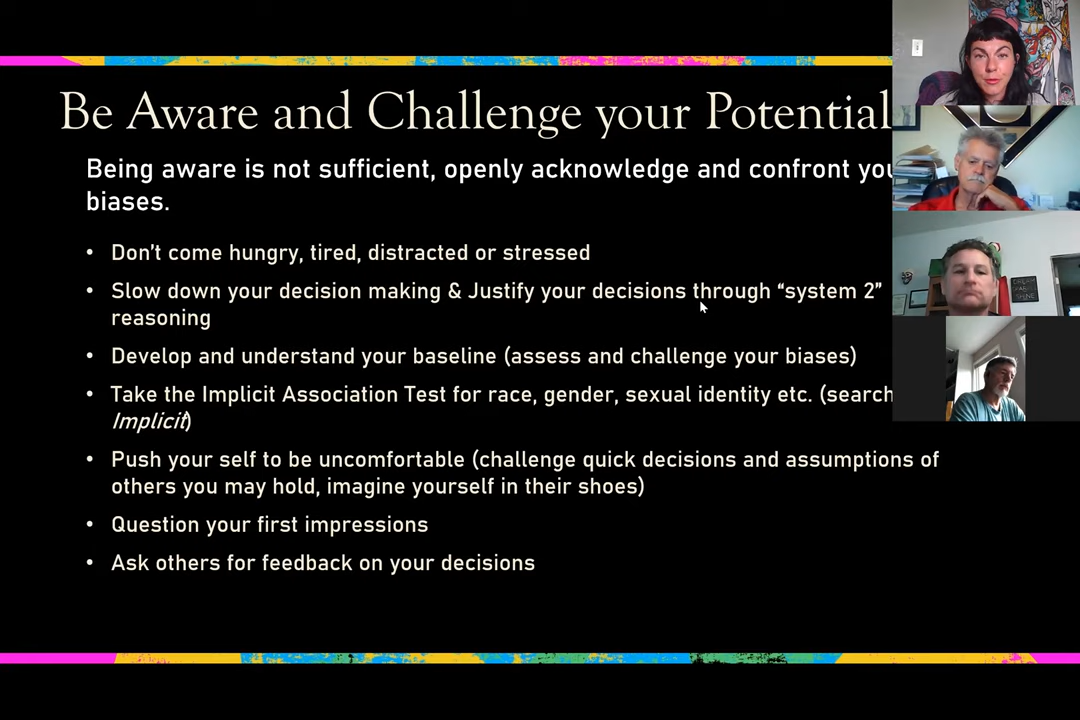 Be Aware and Challenge your Potential
Being aware is not sufficient, openly acknowledge and confront you
biases.
• Don't come hungry, tired, distracted or stressed
• Slow down your decision making & Justify your decisions through “system 2”
reasoning
• Develop and understand your baseline (assess and challenge your biases)
• Take the Implicit Association Test for race, gender, sexual identity etc. (search
Implicit)
• Push your self to be uncomfortable (challenge quick decisions and assumptions of
others you may hold, imagine yourself in their shoes)
• Question your first impressions
• Ask others for feedback on your decisions